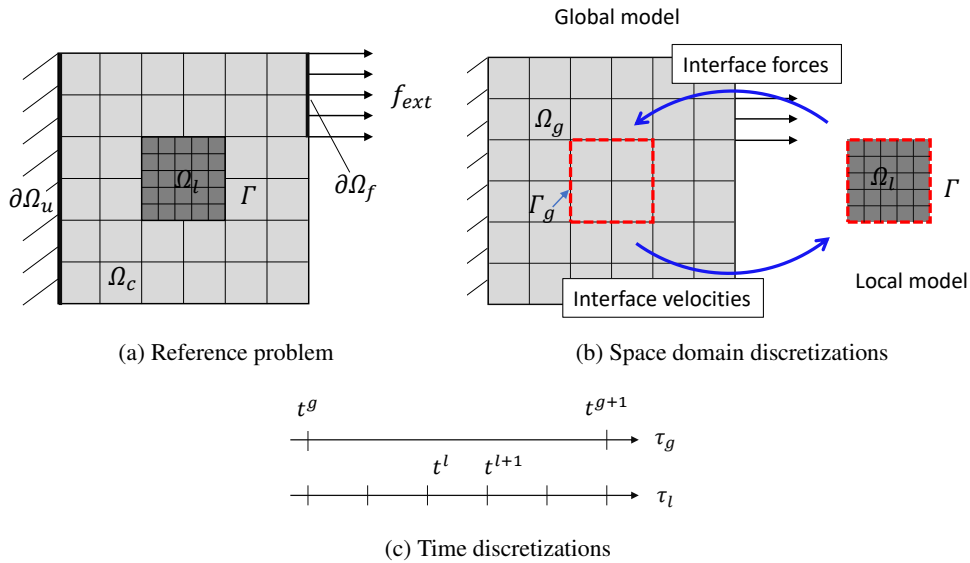 Global model
Interface forces
f_ext
Ω_g
Ω_l
∂Ω_u
Γ
∂Ω_f
Γ_g
Ω_l
Γ
Ω_c
Local model
Interface velocities
(a) Reference problem
(b) Space domain discretizations
t^g
t^{g+1}
τ_g
t^l
t^{l+1}
τ_l
(c) Time discretizations